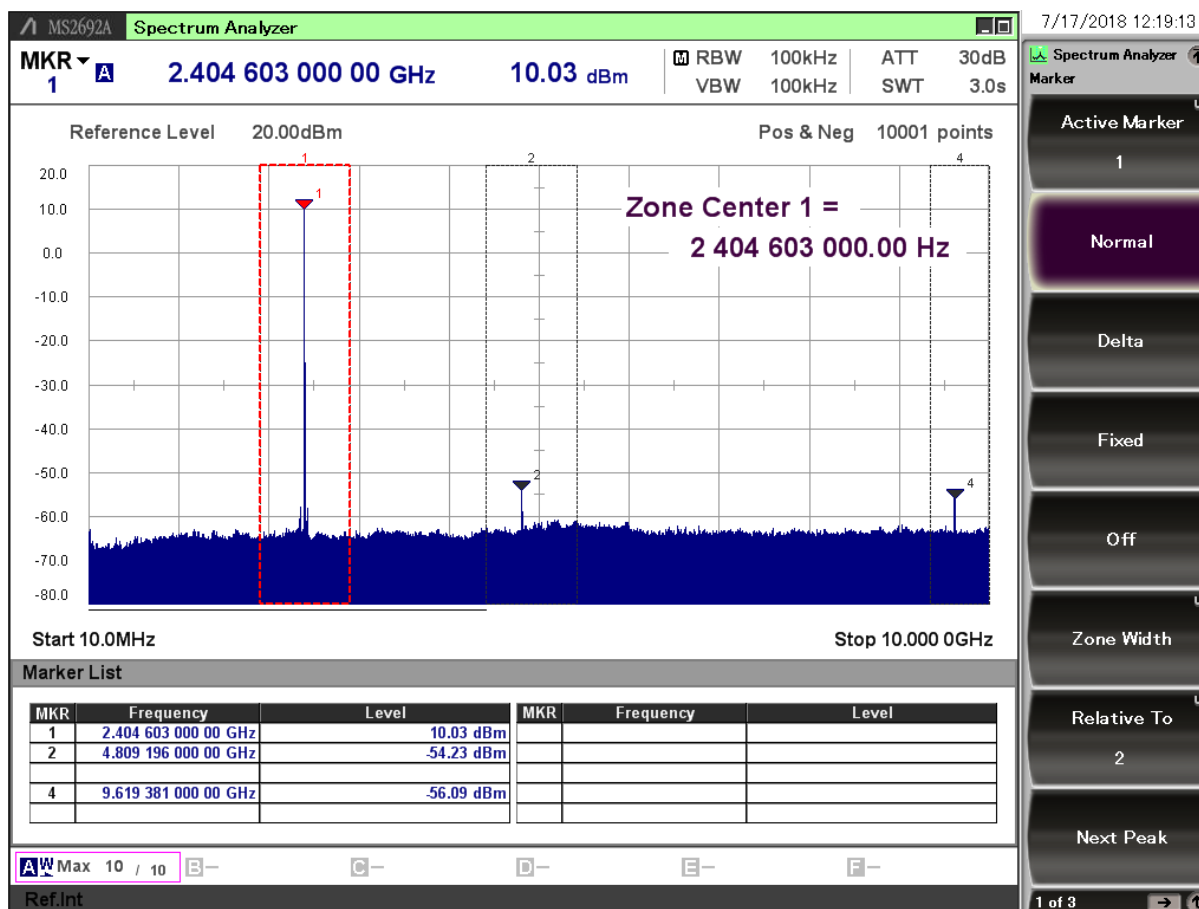 MS2692A Spectrum Analyzer
7/17/2018 12:19:13
MKR A 2.404 603 000 00 GHz 10.03 dBm M RBW 100kHz ATT 30dB
1 VBW 100kHz SWT 3.0s
Reference Level 20.00dBm Pos & Neg 10001 points
1 2 4
20.0
10.0
0.0
-10.0
-20.0
-30.0
-40.0
-50.0
-60.0
-70.0
-80.0
1
2
4
Zone Center 1 =
2 404 603 000.00 Hz
Start 10.0MHz Stop 10.000 0GHz
Marker List
MKR Frequency Level MKR Frequency Level
1 2.404 603 000 00 GHz 10.03 dBm
2 4.809 196 000 00 GHz -54.23 dBm
4 9.619 381 000 00 GHz -56.09 dBm
A W Max 10 / 10 B- C- D- E- F-
Ref.Int
Spectrum Analyzer
Marker
Active Marker
1
Normal
Delta
Fixed
Off
Zone Width
Relative To
2
Next Peak
1 of 3